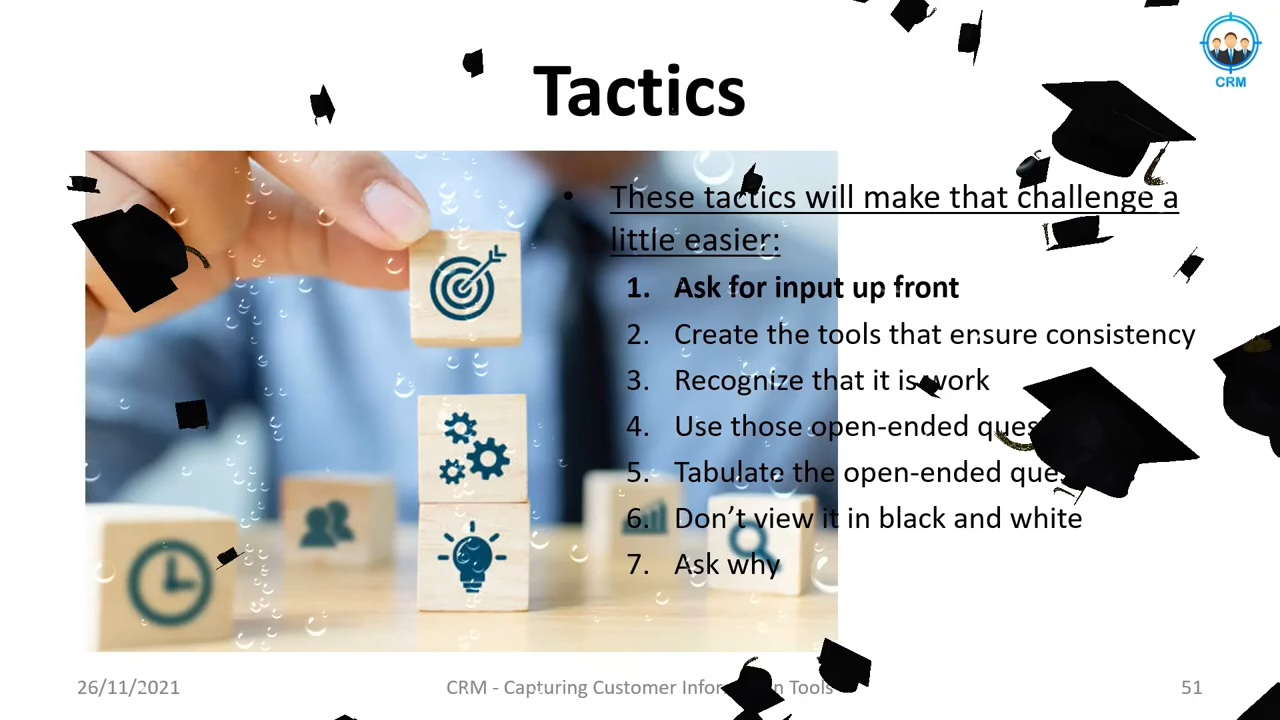 CRM
Tactics
• These tactics will make that challenge a
little easier:
1. Ask for input up front
2. Create the tools that ensure consistency
3. Recognize that it is work
4. Use those open-ended
5. Tabulate the open-ended
6. Don’t view it in black and white
7. Ask why
26/11/2021
CRM - Capturing Customer Information Tools
51